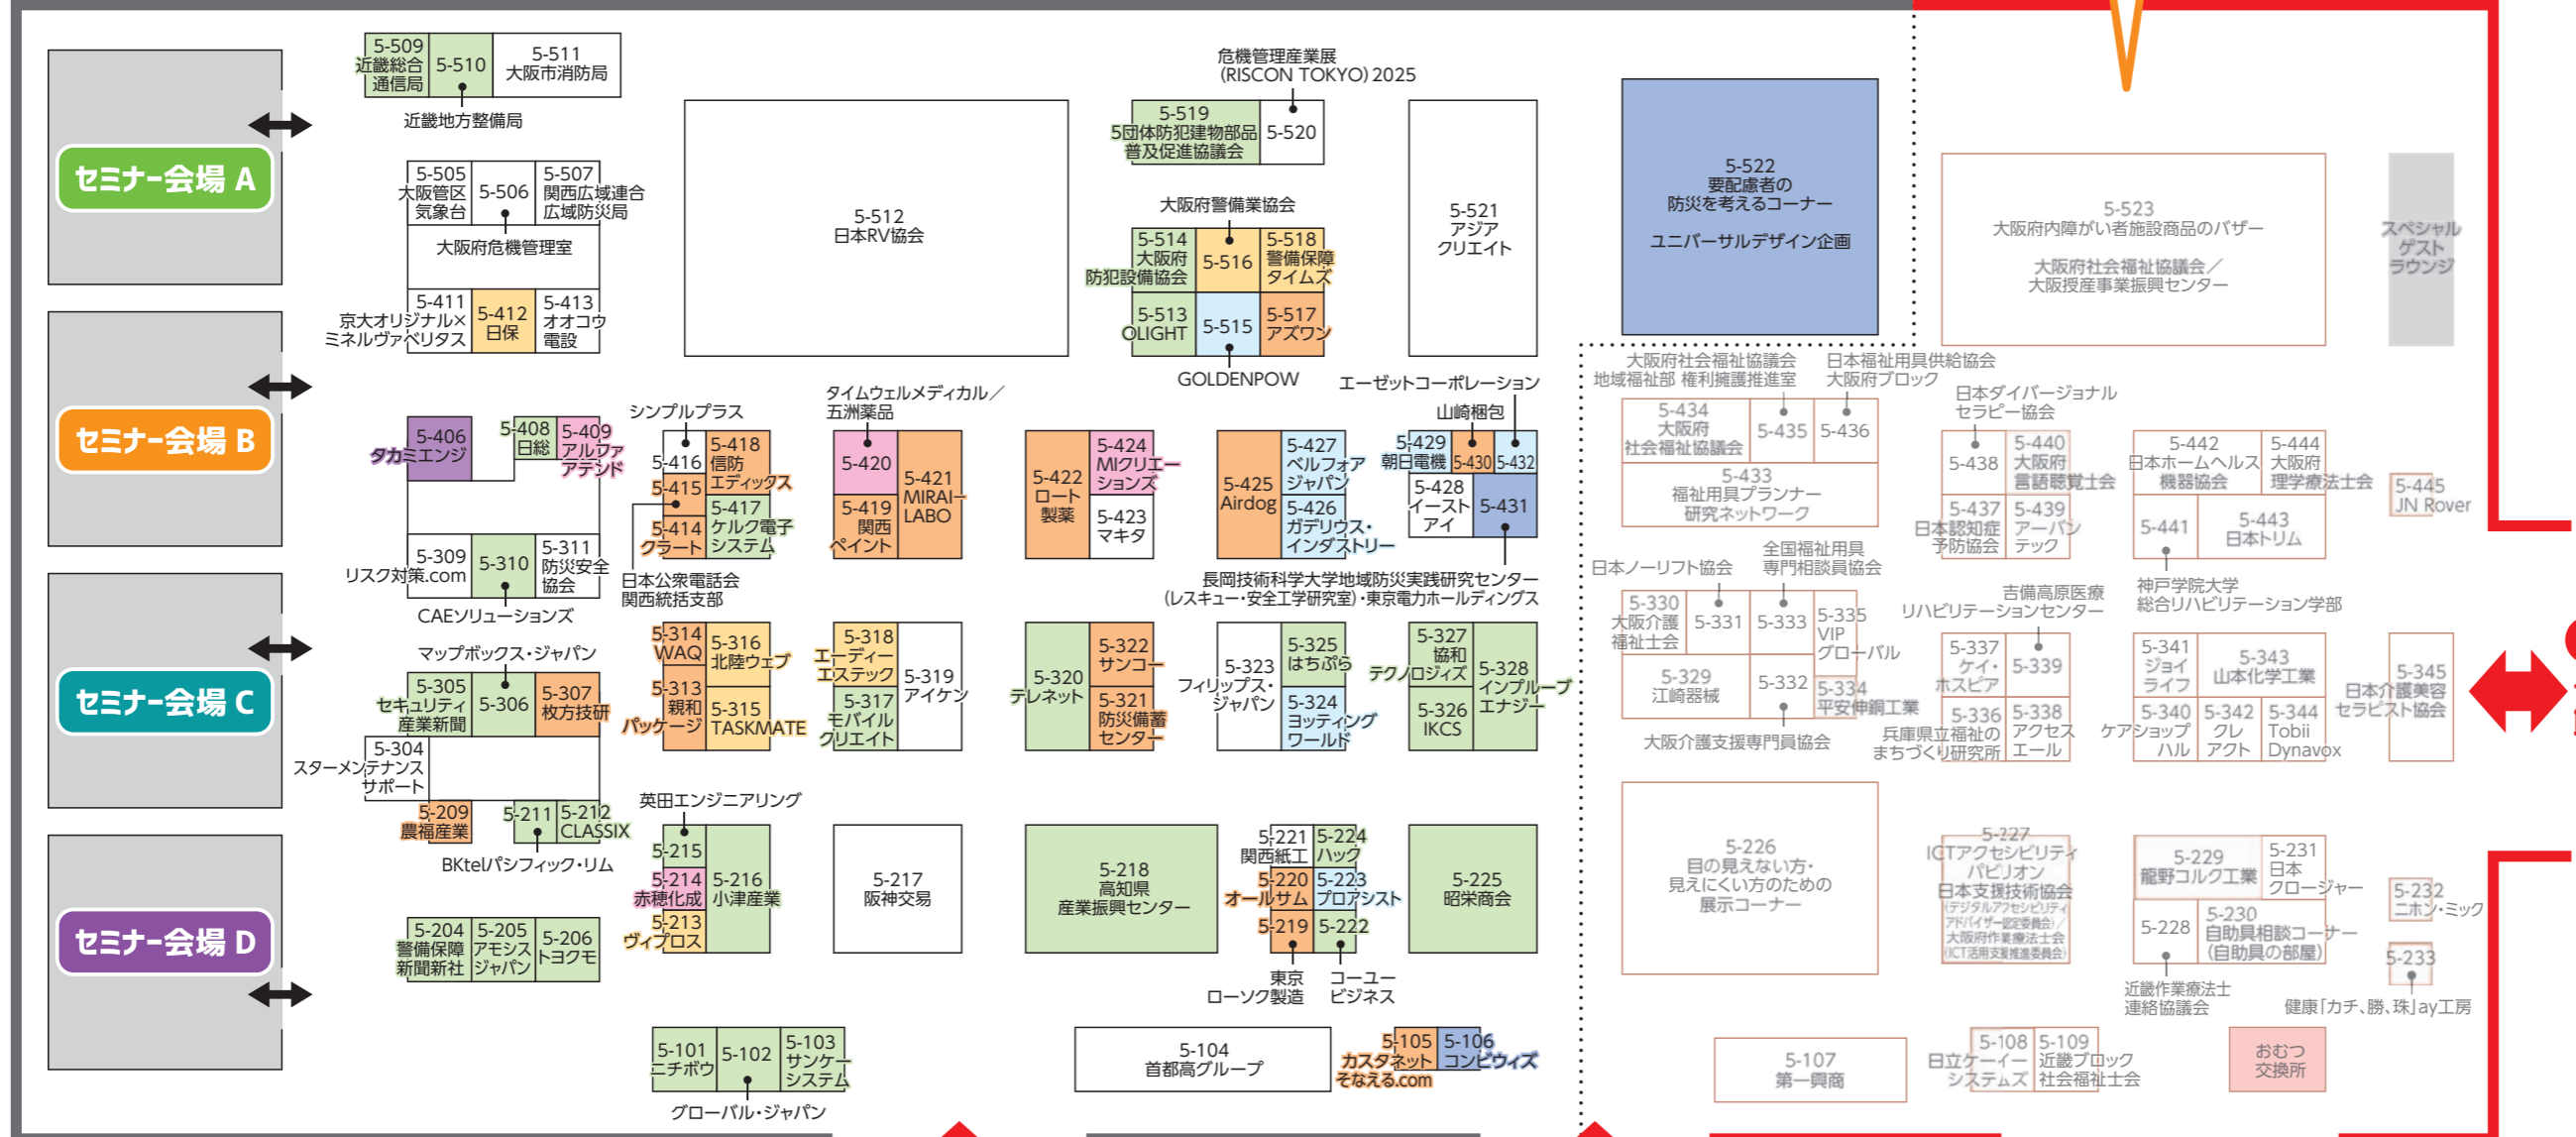 5-509
近畿総合
通信局
5-510
5-511
大阪市消防局
近畿地方整備局
セミナー会場 A
5-505
大阪管区
気象台
5-506
5-507
関西広域連合
広域防災局
大阪府危機管理室
5-411
京大オリジナル×
ミネルヴァベリタス
5-412
日保
5-413
オオコウ
電設
5-512
日本RV協会
危機管理産業展
(RISCON TOKYO)2025
5-519
5団体防犯建物部品
普及促進協議会
5-520
大阪府警備業協会
5-514
大阪府
防犯設備協会
5-516
5-518
警備保障
タイムズ
5-513
OLIGHT
5-515
5-517
アズワン
GOLDENPOW
5-521
アジア
クリエイト
5-522
要配慮者の
防災を考えるコーナー
ユニバーサルデザイン企画
5-523
大阪府内障がい者施設商品のバザー
大阪府社会福祉協議会／
大阪授産事業振興センター
スペシャル
ゲスト
ラウンジ
セミナー会場 B
5-406
タカミエンジ
5-408
日総
5-409
アルファ
アテシド
5-309
リスク対策.com
5-310
5-311
防災安全
協会
CAEソリューションズ
シンプルプラス
5-416
5-418
信防
エディックス
5-415
5-414
クラート
5-417
ケルク電子
システム
日本公衆電話会
関西統括支部
タイムウェルメディカル／
五洲薬品
5-420
5-421
MIRAI-
LABO
5-419
関西
ペイント
5-422
ロート
製薬
5-424
MIクリエー
ションズ
5-423
マキタ
5-425
Airdog
5-427
ベルフォア
ジャパン
5-426
ガデリウス・
インダストリー
エーゼットコーポレーション
山崎梱包
5-429
朝日電機
5-430
5-432
5-428
イースト
アイ
5-431
長岡技術科学大学地域防災実践研究センター
(レスキュー・安全工学研究室)・東京電力ホールディングス
大阪府社会福祉協議会
地域福祉部 権利擁護推進室
日本福祉用具供給協会
大阪府ブロック
5-434
大阪府
社会福祉協議会
5-435
5-436
5-433
福祉用具プランナー
研究ネットワーク
日本ダイバージョナル
セラピー協会
5-438
5-440
大阪府
言語聴覚士会
5-437
日本認知症
予防協会
5-439
アーバン
テック
5-442
日本ホームヘルス
機器協会
5-444
大阪府
理学療法士会
5-441
5-443
日本トリム
神戸学院大学
総合リハビリテーション学部
5-445
JN Rover
セミナー会場 C
マップボックス・ジャパン
5-305
セキュリティ
産業新聞
5-306
5-307
枚方技研
5-304
スターメンテナンス
サポート
5-209
農福産業
5-211
5-212
CLASSIX
BKtelパシフィック・リム
5-314
WAQ
5-316
北陸ウェブ
5-313
親和
パッケージ
5-315
TASKMATE
5-318
エーディー
エステック
5-317
モバイル
クリエイト
5-319
アイケン
5-320
テレネット
5-322
サンコー
5-321
防災備蓄
センター
5-323
フィリップス・
ジャパン
5-325
はちぷら
5-324
ヨッティング
ワールド
5-327
協和
テクノロジィズ
5-326
IKCS
5-328
インプルーブ
エナジー
日本ノーリフト協会
全国福祉用具
専門相談員協会
5-330
大阪介護
福祉士会
5-331
5-333
5-335
VIP
グローバル
5-329
江崎器械
5-332
5-334
平安伸銅工業
大阪介護支援専門員協会
吉備高原医療
リハビリテーションセンター
5-337
ケイ・
ホスピア
5-339
5-336
兵庫県立福祉の
まちづくり研究所
5-338
アクセス
エール
5-341
ジョイ
ライフ
5-343
山本化学工業
5-340
ケアショップ
ハル
5-342
クレ
アクト
5-344
Tobii
Dynavox
5-345
日本介護美容
セラピスト協会
セミナー会場 D
5-204
警備保障
新聞新社
5-205
アモシス
ジャパン
5-206
トヨクモ
英田エンジニアリング
5-215
5-214
赤穂化成
5-213
ヴィブロス
5-216
小津産業
5-217
阪神交易
5-218
高知県
産業振興センター
5-221
関西紙工
5-224
ハック
5-220
オールサム
5-223
プロアシスト
5-219
5-222
東京
ローソク製造
コーユー
ビジネス
5-225
昭栄商会
5-226
目の見えない方・
見えにくい方のための
展示コーナー
5-227
ICTアクセシビリティ
パビリオン
日本支援技術協会
(デジタルアクセシビリティ
アドバイザー認定委員会)／
大阪府作業療法士会
(ICT活用支援推進委員会)
5-229
龍野コルク工業
5-231
日本
クロージャー
5-228
5-230
自助具相談コーナー
(自助具の部屋)
近畿作業療法士
連絡協議会
5-232
ニホン・ミック
5-233
健康「カチ、勝、珠」ay工房
5-101
ニチボウ
5-102
5-103
サンケー
システム
グローバル・ジャパン
5-104
首都高グループ
5-105
カスタネット
そなえる.com
5-106
コンビウィズ
5-107
第一興商
5-108
日立ケーイー
システムズ
5-109
近畿ブロック
社会福祉士会
おむつ
交換所